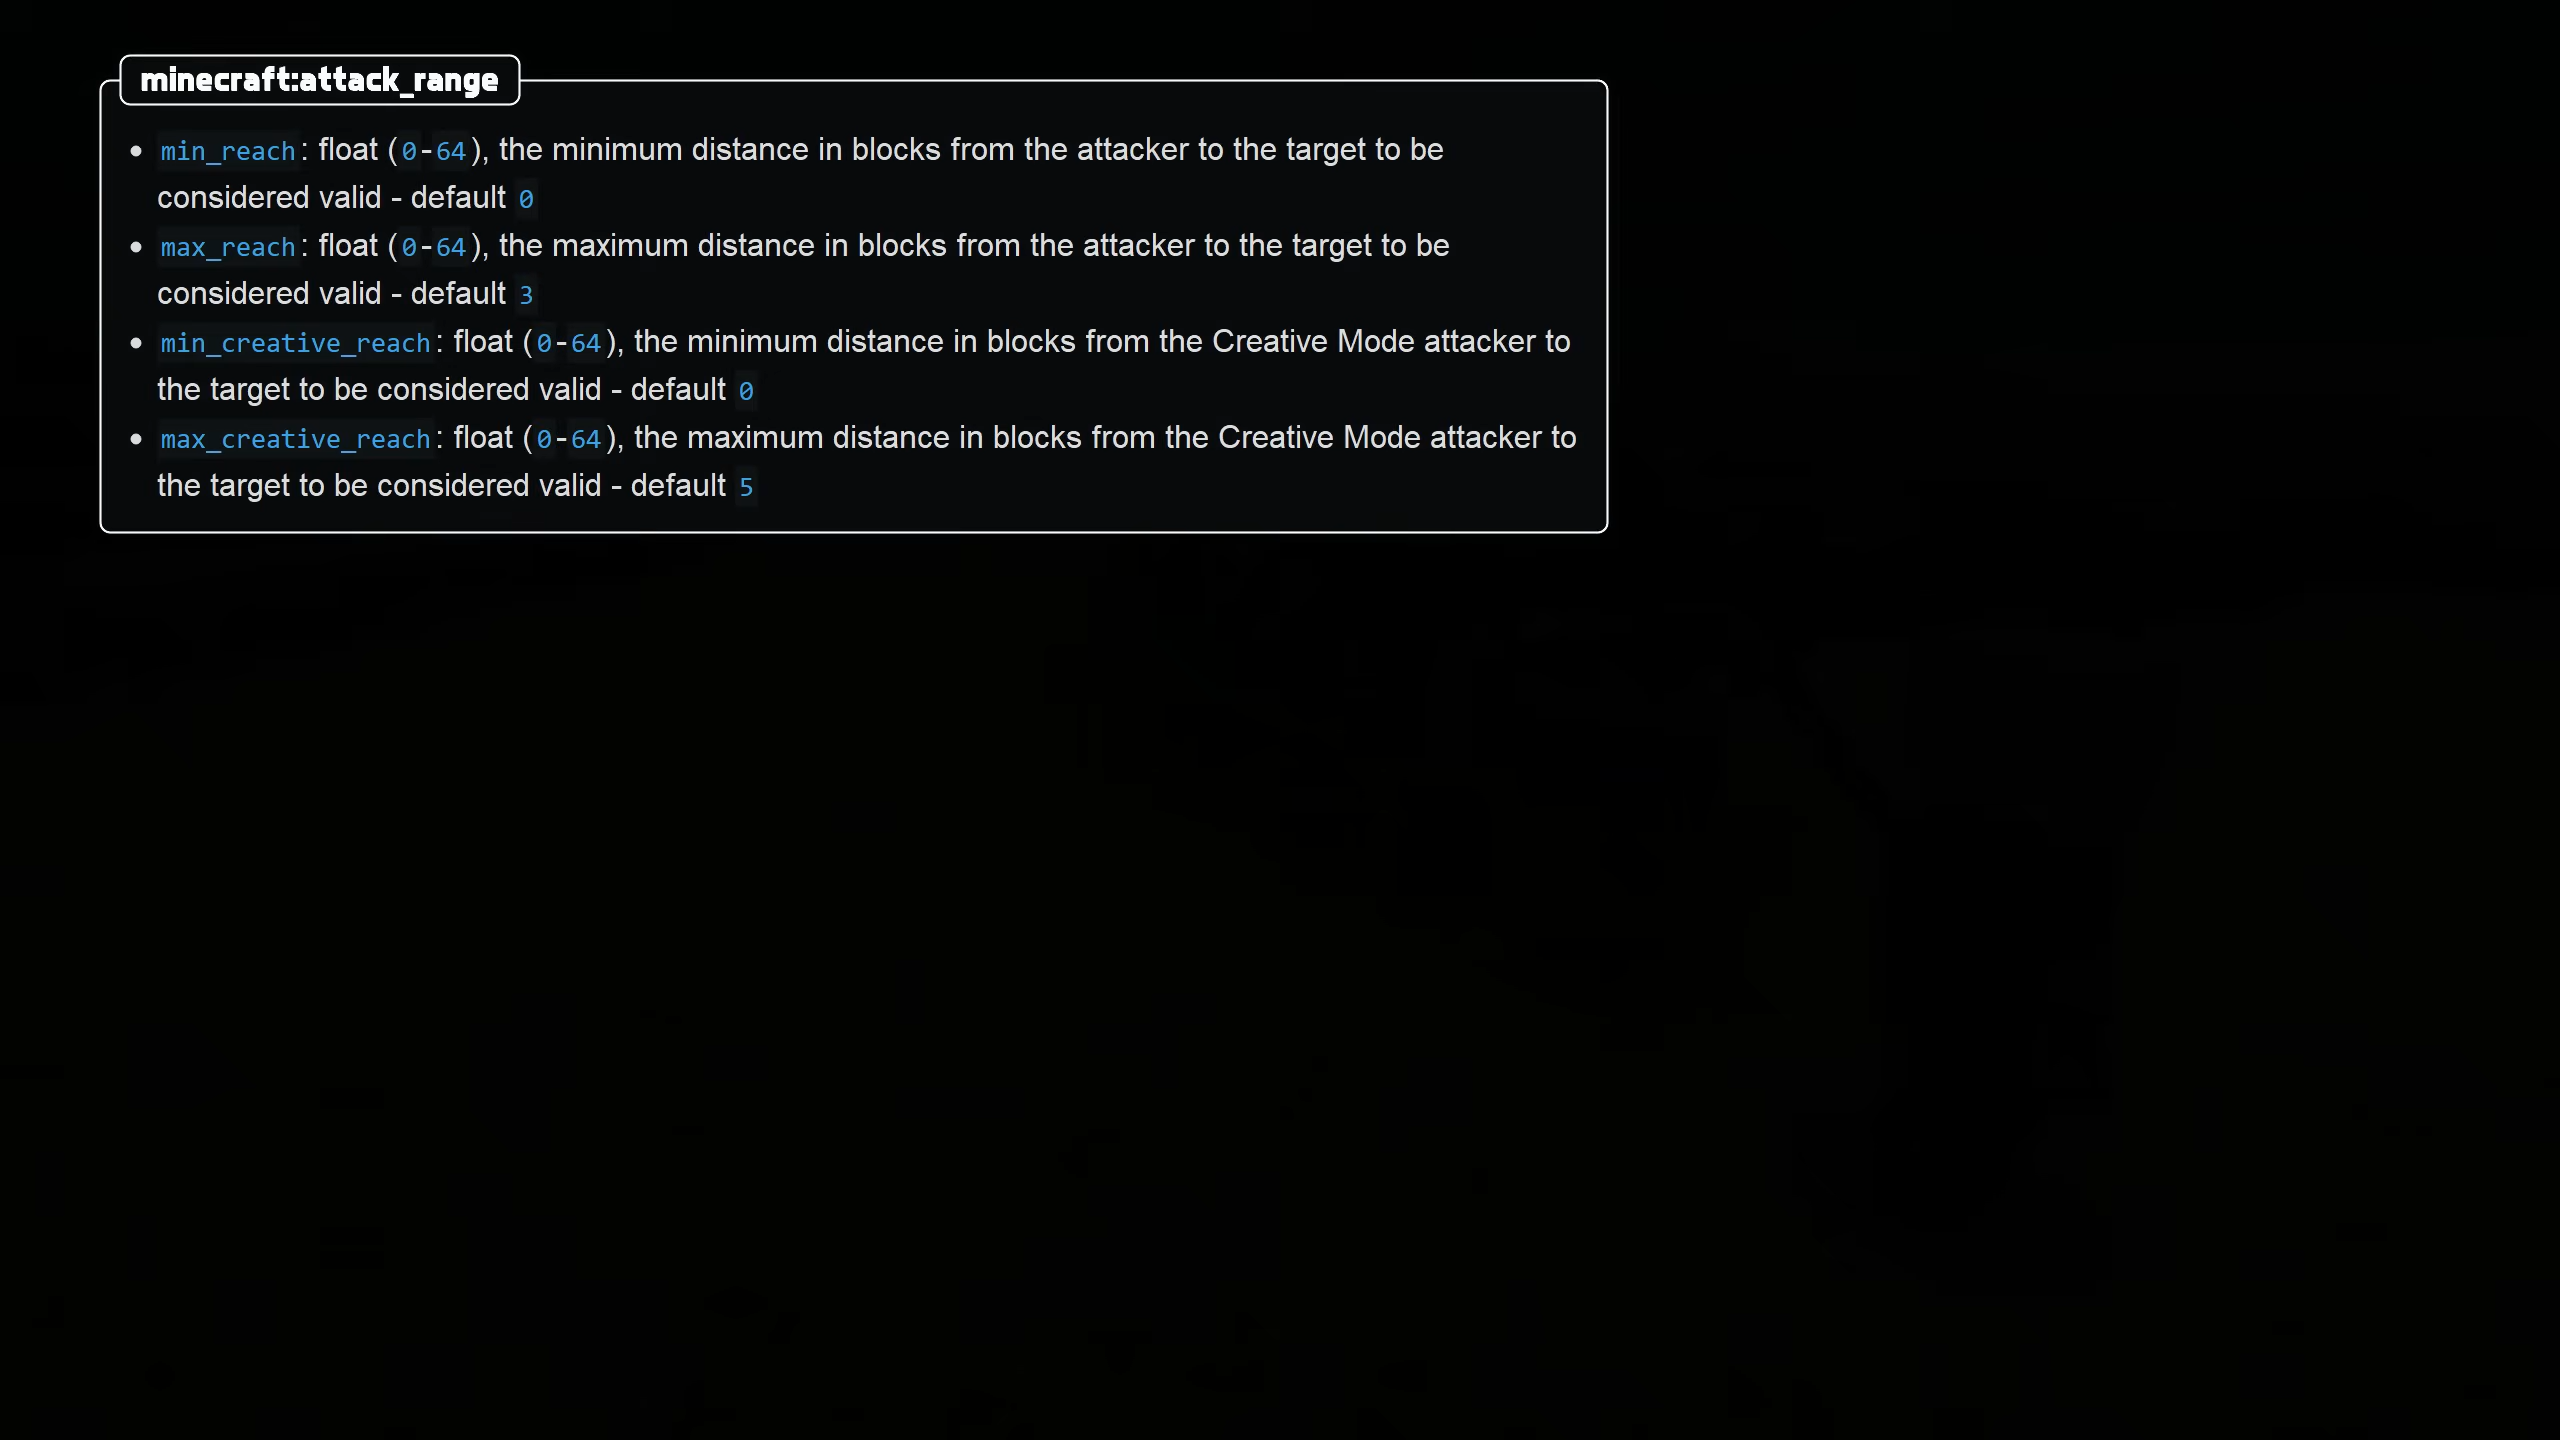 minecraft:attack_range
• min_reach: float (0-64), the minimum distance in blocks from the attacker to the target to be
considered valid - default 0
• max_reach: float (0-64), the maximum distance in blocks from the attacker to the target to be
considered valid - default 3
• min_creative_reach: float (0-64), the minimum distance in blocks from the Creative Mode attacker to
the target to be considered valid - default 0
• max_creative_reach: float (0-64), the maximum distance in blocks from the Creative Mode attacker to
the target to be considered valid - default 5